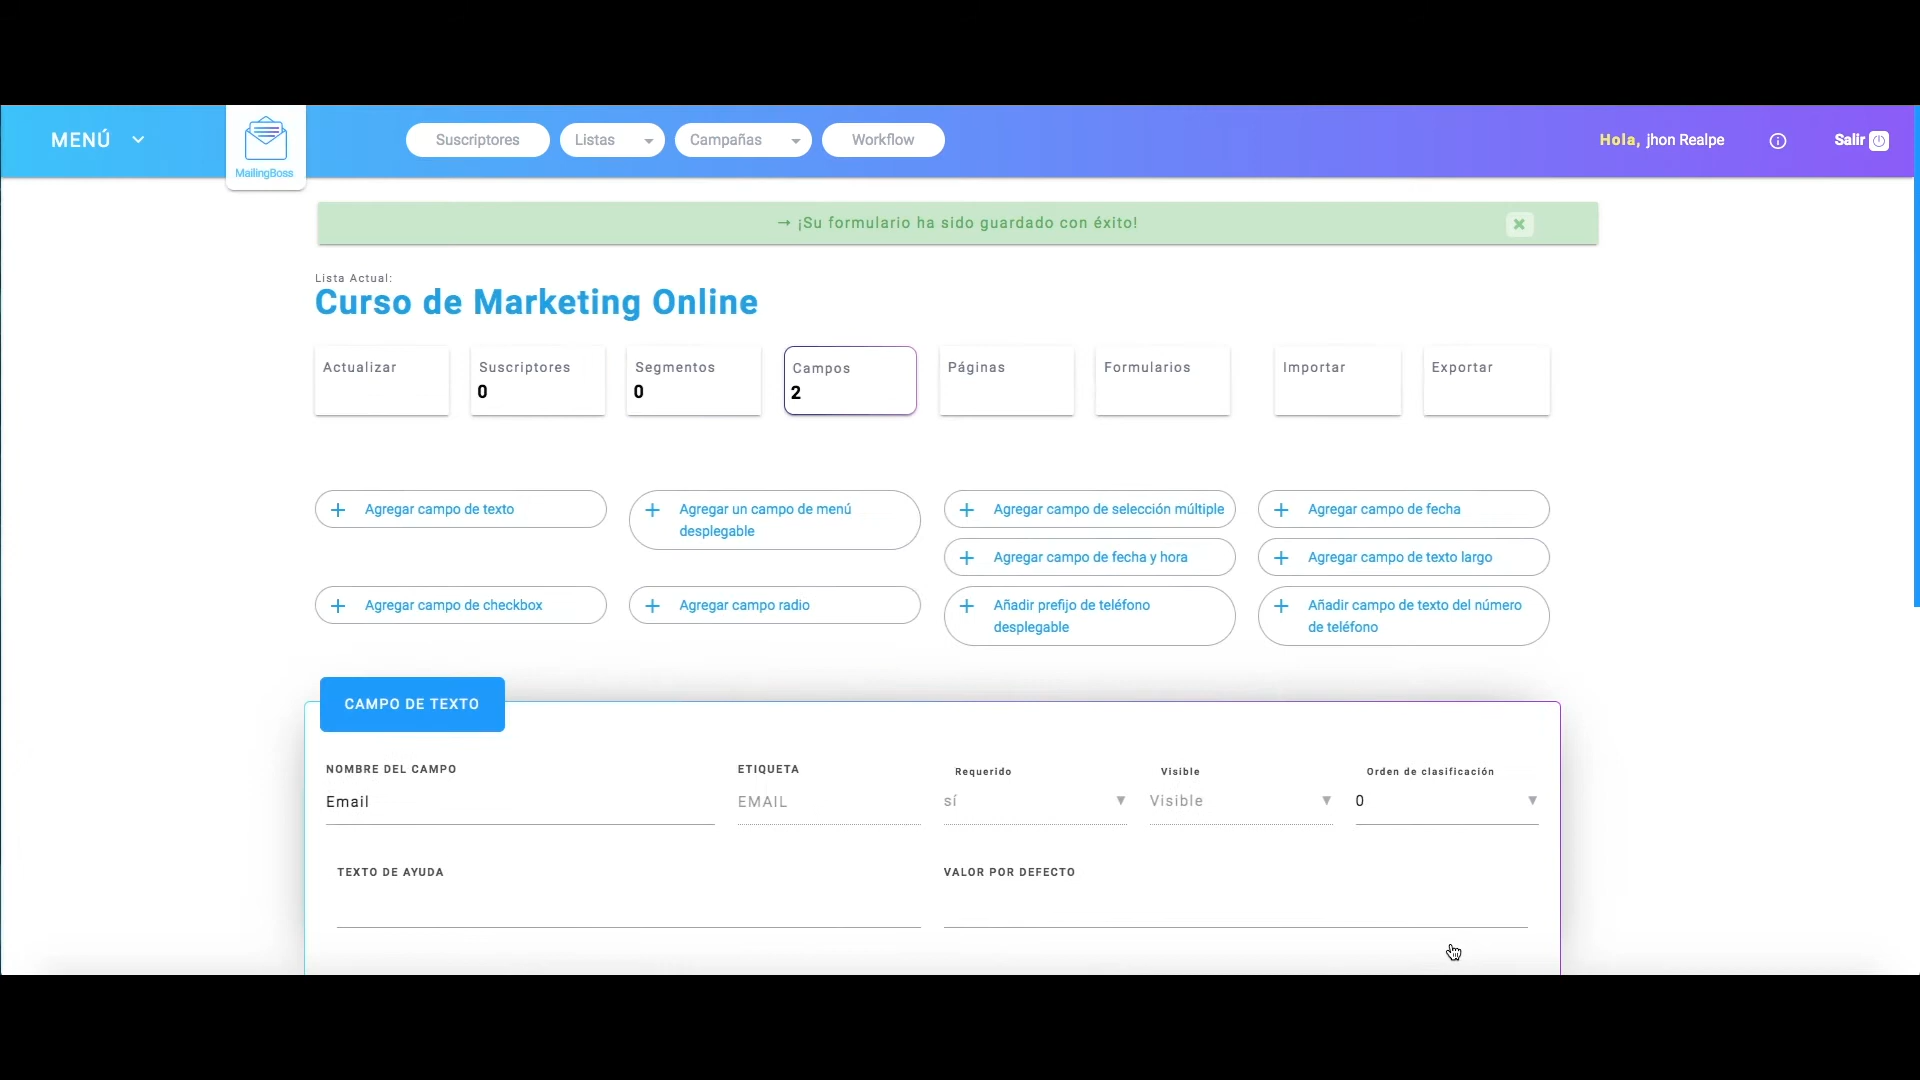 MENÚ
MailingBoss
Suscriptores
Listas
Campañas
Workflow
Hola, jhon Realpe
Salir
→ ¡Su formulario ha sido guardado con éxito!
Lista Actual:
Curso de Marketing Online
Actualizar
Suscriptores
0
Segmentos
0
Campos
2
Páginas
Formularios
Importar
Exportar
Agregar campo de texto
Agregar un campo de menú
desplegable
Agregar campo de selección múltiple
Agregar campo de fecha
Agregar campo de fecha y hora
Agregar campo de texto largo
Agregar campo de checkbox
Agregar campo radio
Añadir prefijo de teléfono
desplegable
Añadir campo de texto del número
de teléfono
CAMPO DE TEXTO
NOMBRE DEL CAMPO
Email
ETIQUETA
EMAIL
Requerido
sí
Visible
Visible
Orden de clasificación
0
TEXTO DE AYUDA
VALOR POR DEFECTO